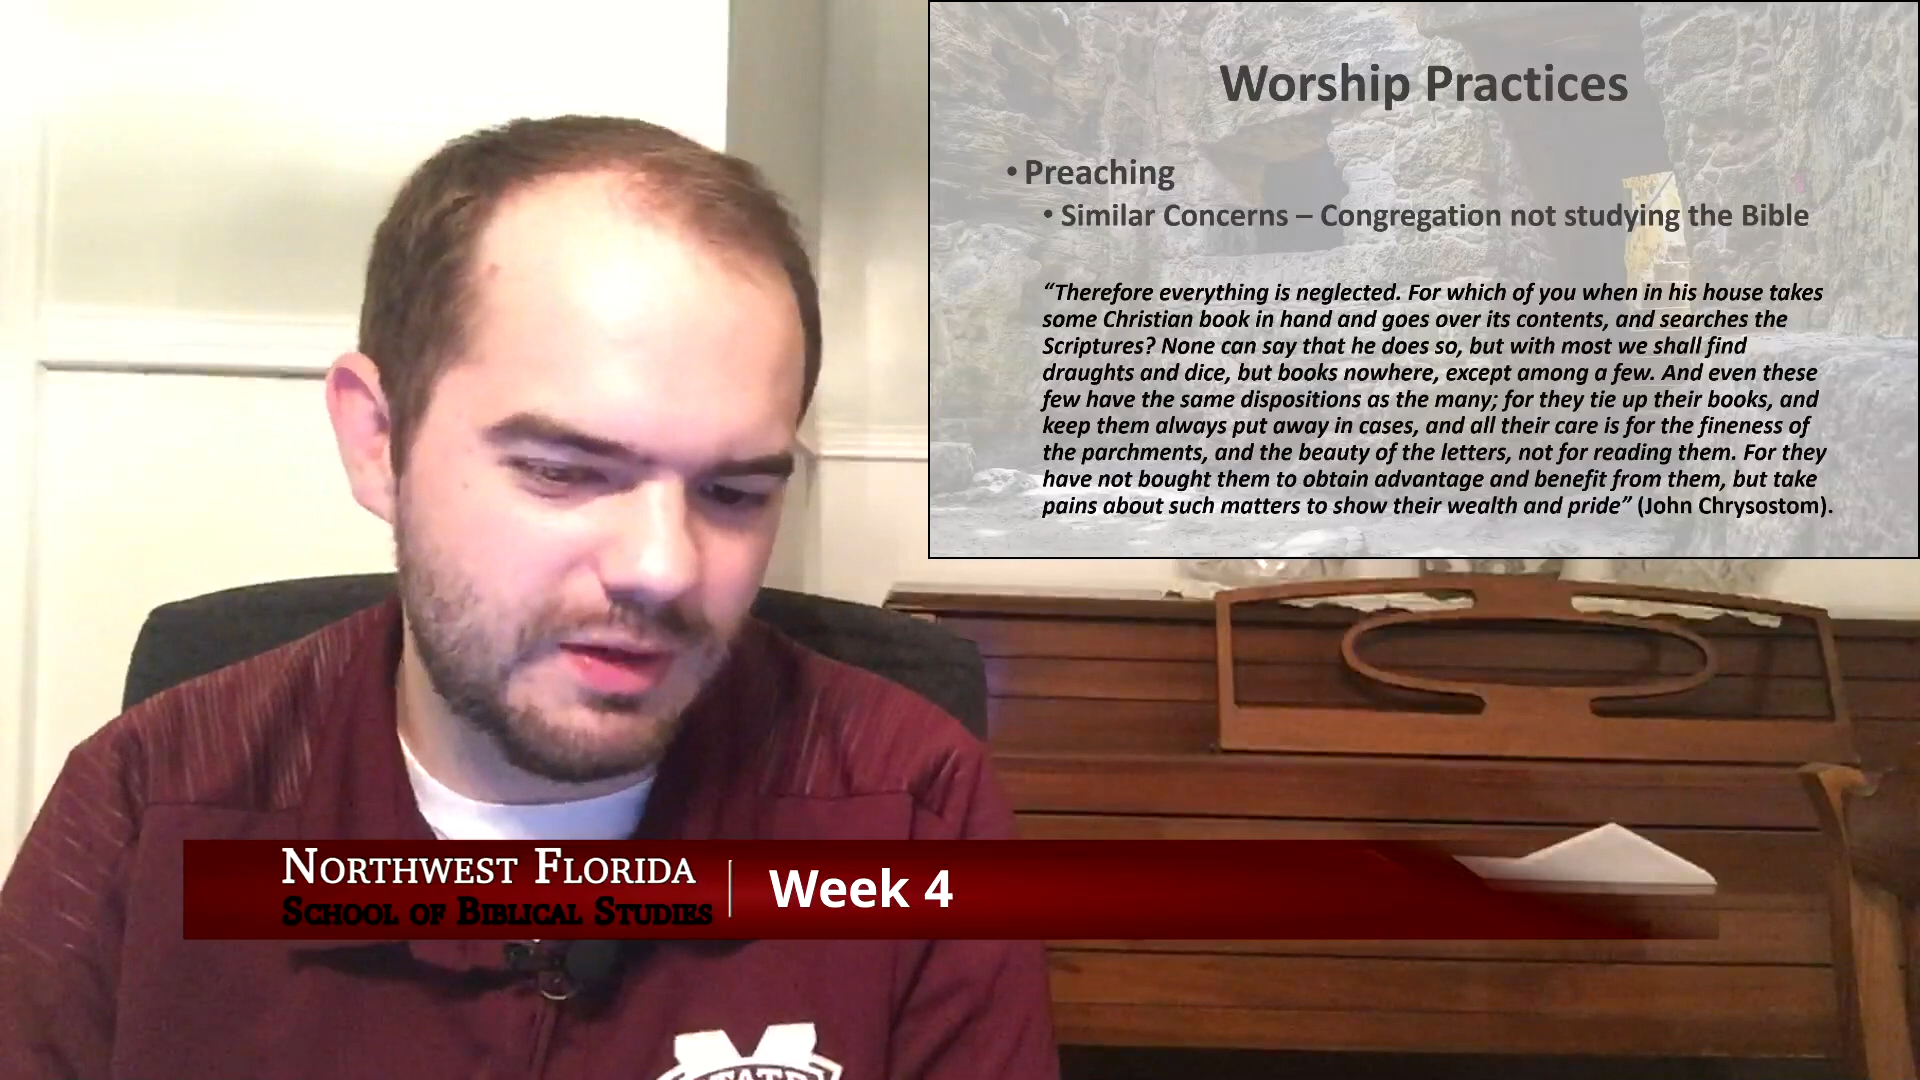 Worship Practices
• Preaching
• Similar Concerns – Congregation not studying the Bible
“Therefore everything is neglected. For which of you when in his house takes
some Christian book in hand and goes over its contents, and searches the
Scriptures? None can say that he does so, but with most we shall find
draughts and dice, but books nowhere, except among a few. And even these
few have the same dispositions as the many; for they tie up their books, and
keep them always put away in cases, and all their care is for the fineness of
the parchments, and the beauty of the letters, not for reading them. For they
have not bought them to obtain advantage and benefit from them, but take
pains about such matters to show their wealth and pride” (John Chrysostom).
Northwest Florida
School of Biblical Studies
Week 4
STATE